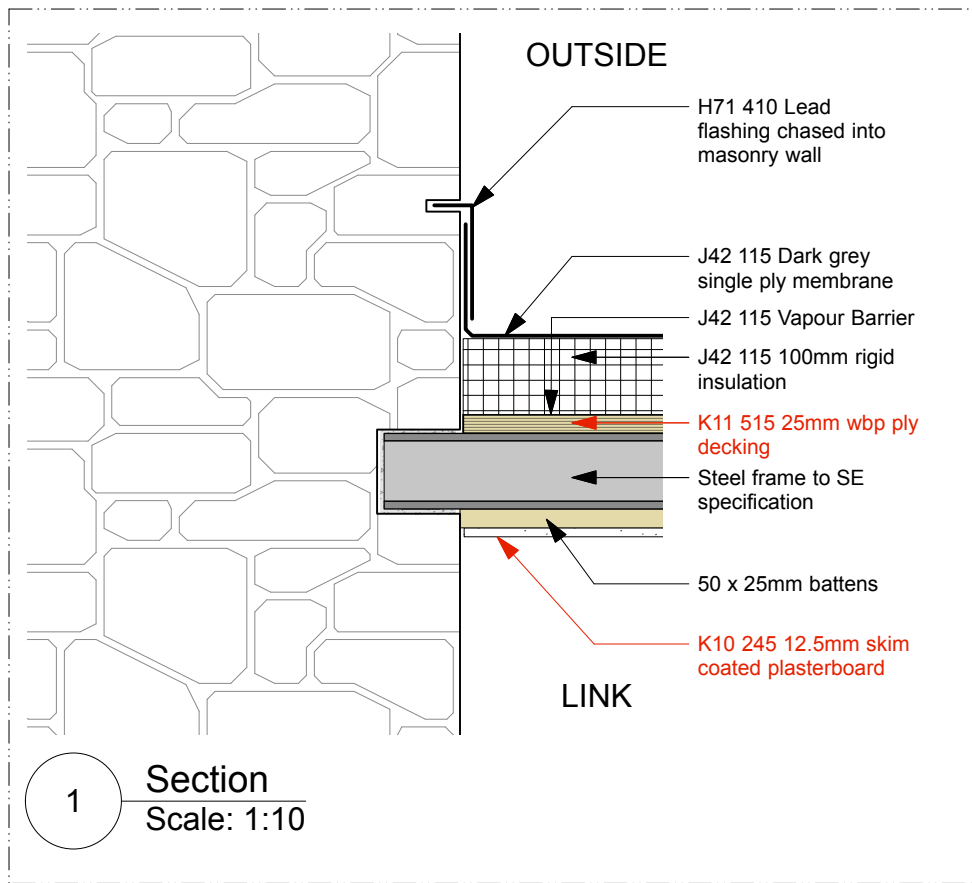 OUTSIDE
H71 410 Lead
flashing chased into
masonry wall
J42 115 Dark grey
single ply membrane
J42 115 Vapour Barrier
J42 115 100mm rigid
insulation
K11 515 25mm wbp ply
decking
Steel frame to SE
specification
50 x 25mm battens
K10 245 12.5mm skim
coated plasterboard
LINK
1
Section
Scale: 1:10